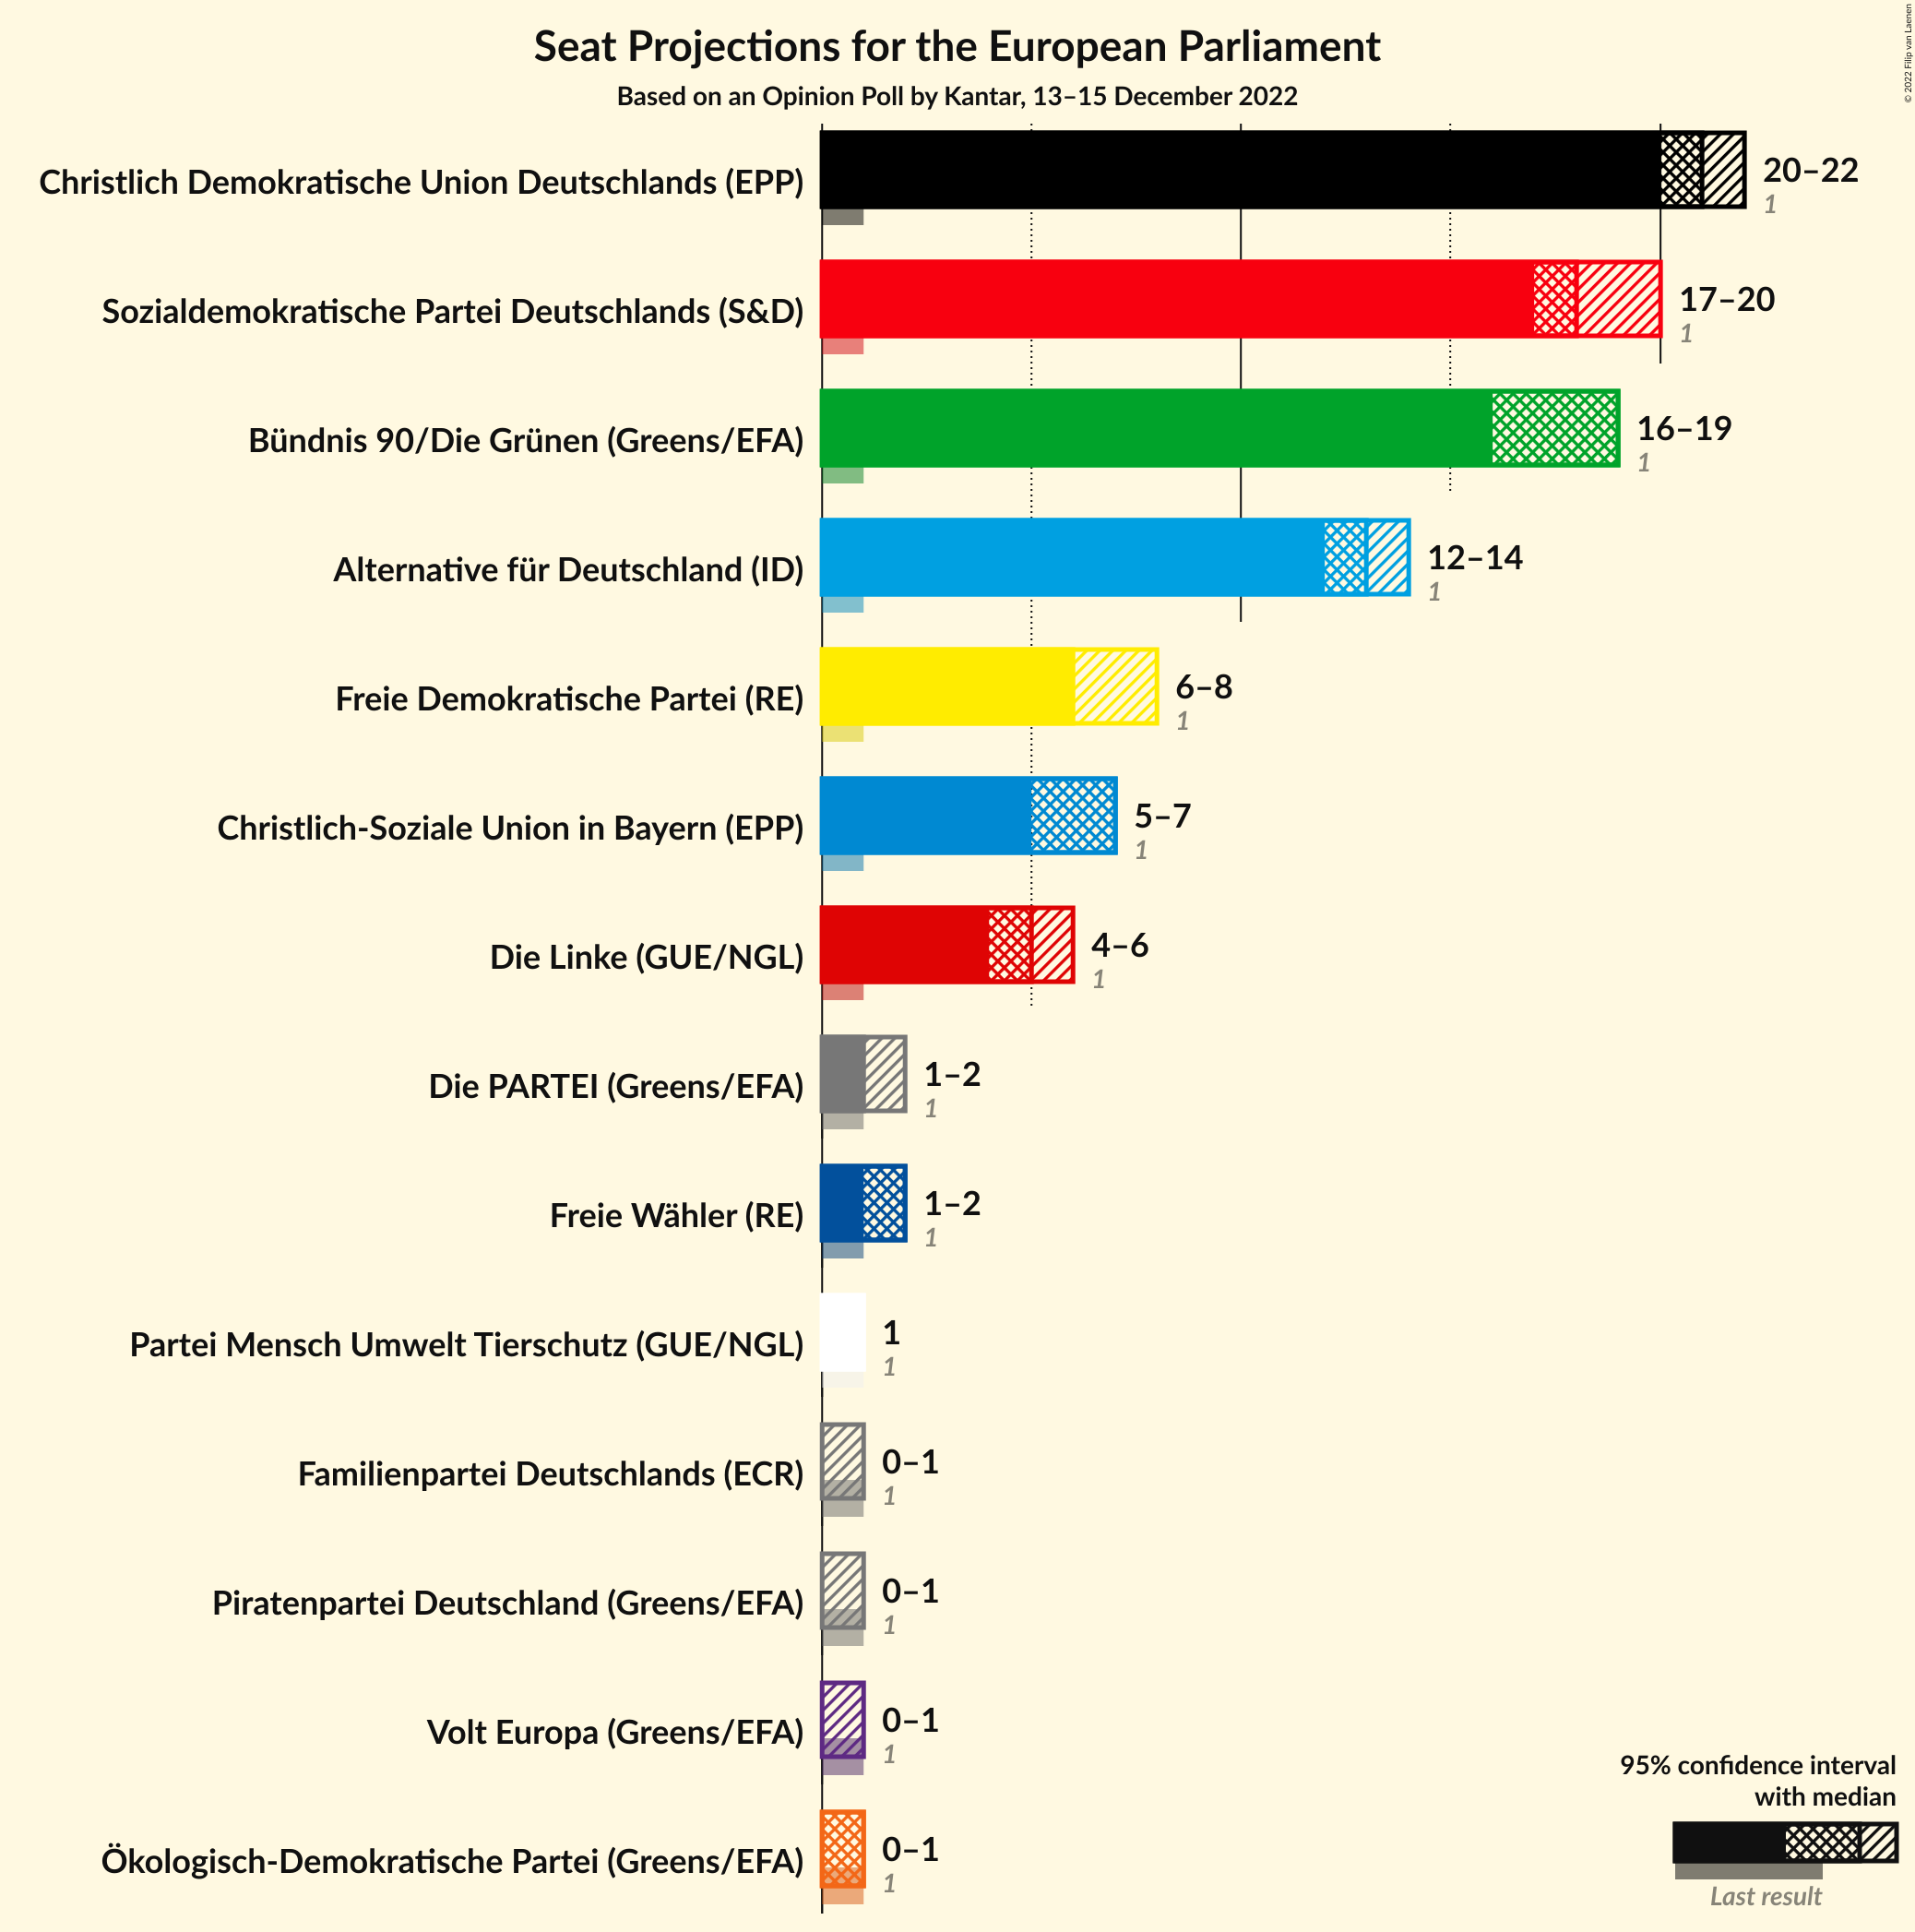 Seat Projections for the European Parliament
Based on an Opinion Poll by Kantar, 13–15 December 2022
© 2022 Filip van Laenen
Christlich Demokratische Union Deutschlands (EPP)
20–22
1
Sozialdemokratische Partei Deutschlands (S&D)
17–20
1
Bündnis 90/Die Grünen (Greens/EFA)
16–19
1
Alternative für Deutschland (ID)
12–14
1
Freie Demokratische Partei (RE)
6–8
1
Christlich-Soziale Union in Bayern (EPP)
5–7
1
Die Linke (GUE/NGL)
4–6
1
Die PARTEI (Greens/EFA)
1–2
1
Freie Wähler (RE)
1–2
1
Partei Mensch Umwelt Tierschutz (GUE/NGL)
1
1
Familienpartei Deutschlands (ECR)
0–1
1
Piratenpartei Deutschland (Greens/EFA)
0–1
1
Volt Europa (Greens/EFA)
0–1
1
Ökologisch-Demokratische Partei (Greens/EFA)
0–1
1
95% confidence interval
with median
Last result